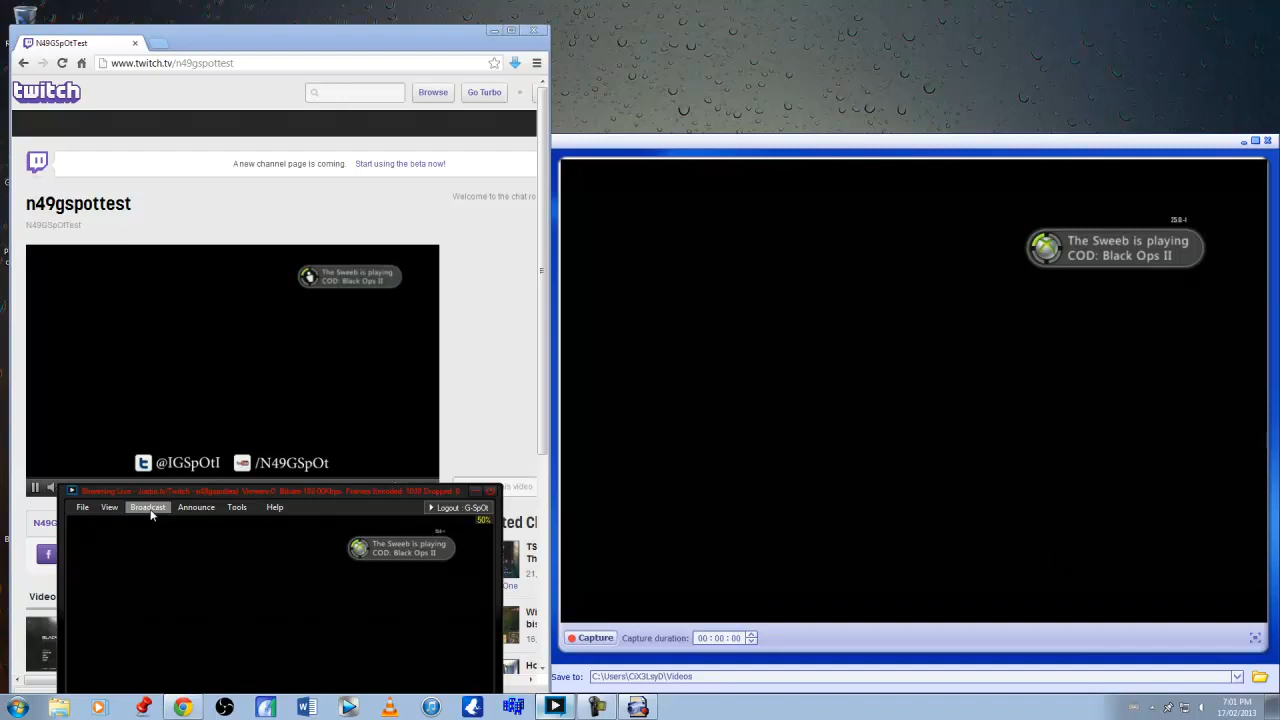 N49GSpOtTest
www.twitch.tv/n49gspottest
twitch
Browse
Go Turbo
A new channel page is coming. Start using the beta now!
n49gspottest
N49GSpOtTest
Welcome to the chat ro
The Sweeb is playing
COD: Black Ops II
@IGSpOtI
/N49GSpOt
The Sweeb is playing
COD: Black Ops II
File
View
Broadcast
Announce
Tools
Help
Logout : G-SpOt
50%
The Sweeb is playing
COD: Black Ops II
N49
Video
One
Capture
Capture duration:
00:00:00
Save to:
C:\Users\CiX3LsyD\Videos
7:01 PM
17/02/2013